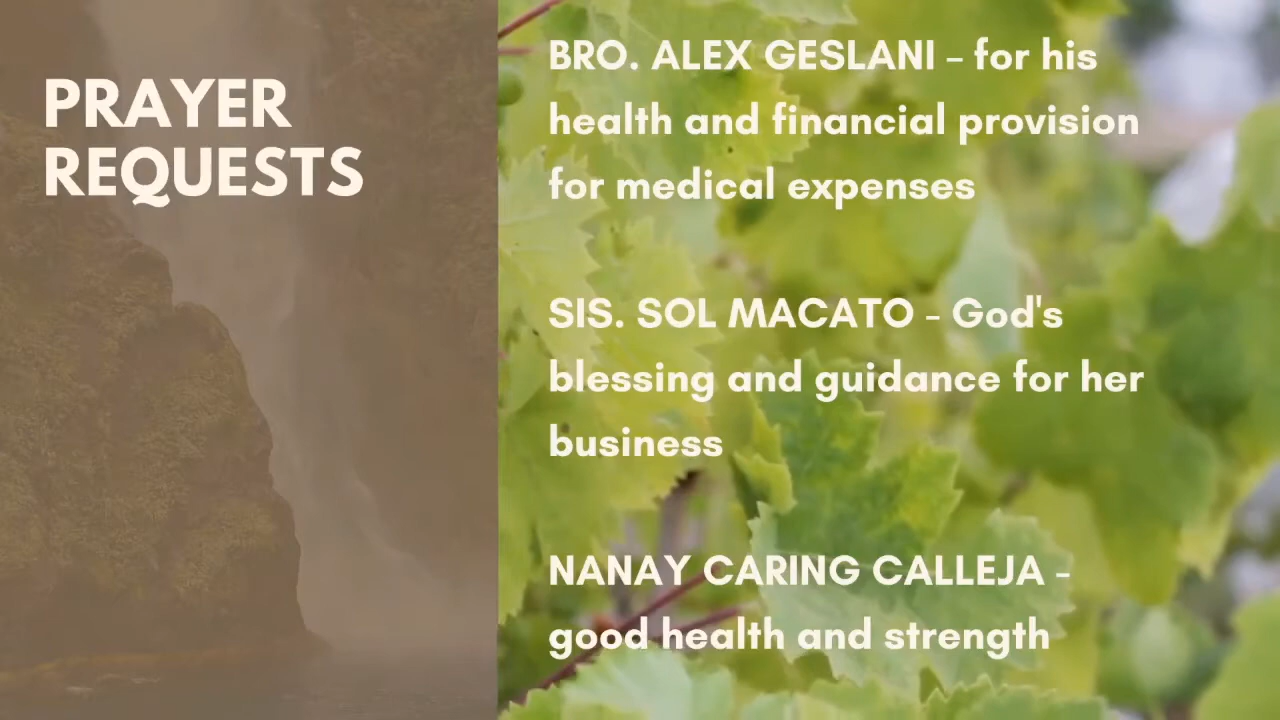 PRAYER
REQUESTS
BRO. ALEX GESLANI - for his
health and financial provision
for medical expenses
SIS. SOL MACATO - God's
blessing and guidance for her
business
NANAY CARING CALLEJA -
good health and strength